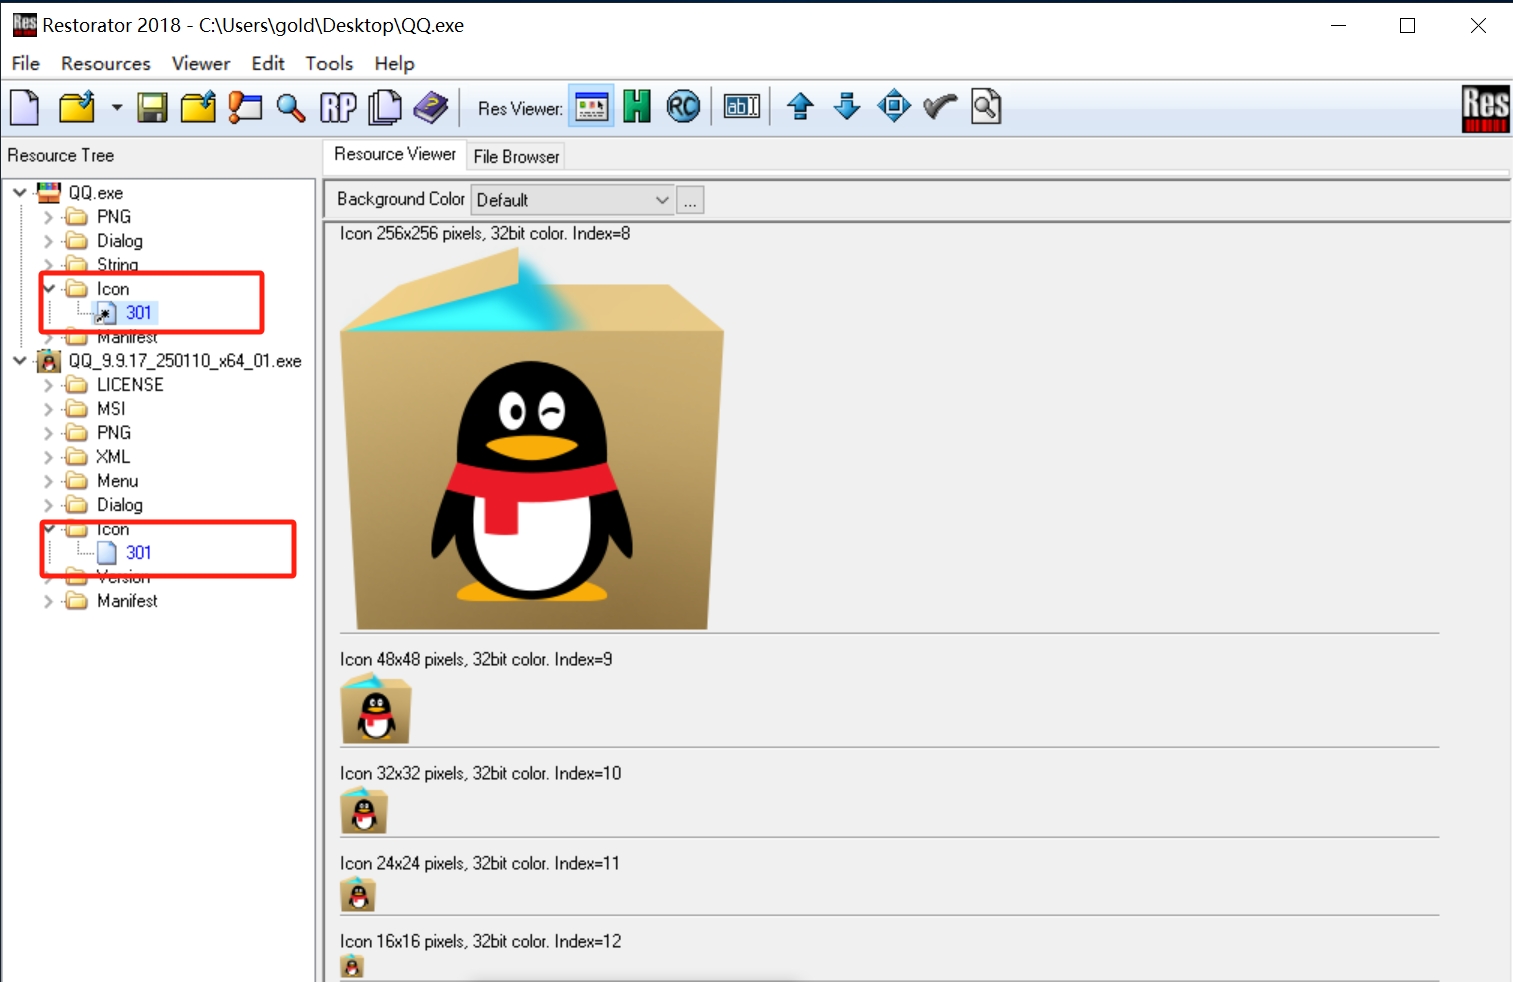 Restorator 2018 - C:\Users\gold\Desktop\QQ.exe
File Resources Viewer Edit Tools Help
RP Res Viewer: H RC ab Res
Resource Tree
Resource Viewer File Browser
Background Color Default ...
QQ.exe
PNG
Dialog
String
Icon
301
Manifest
QQ_9.9.17_250110_x64_01.exe
LICENSE
MSI
PNG
XML
Menu
Dialog
Icon
301
Version
Manifest
Icon 256x256 pixels, 32bit color. Index=8
Icon 48x48 pixels, 32bit color. Index=9
Icon 32x32 pixels, 32bit color. Index=10
Icon 24x24 pixels, 32bit color. Index=11
Icon 16x16 pixels, 32bit color. Index=12